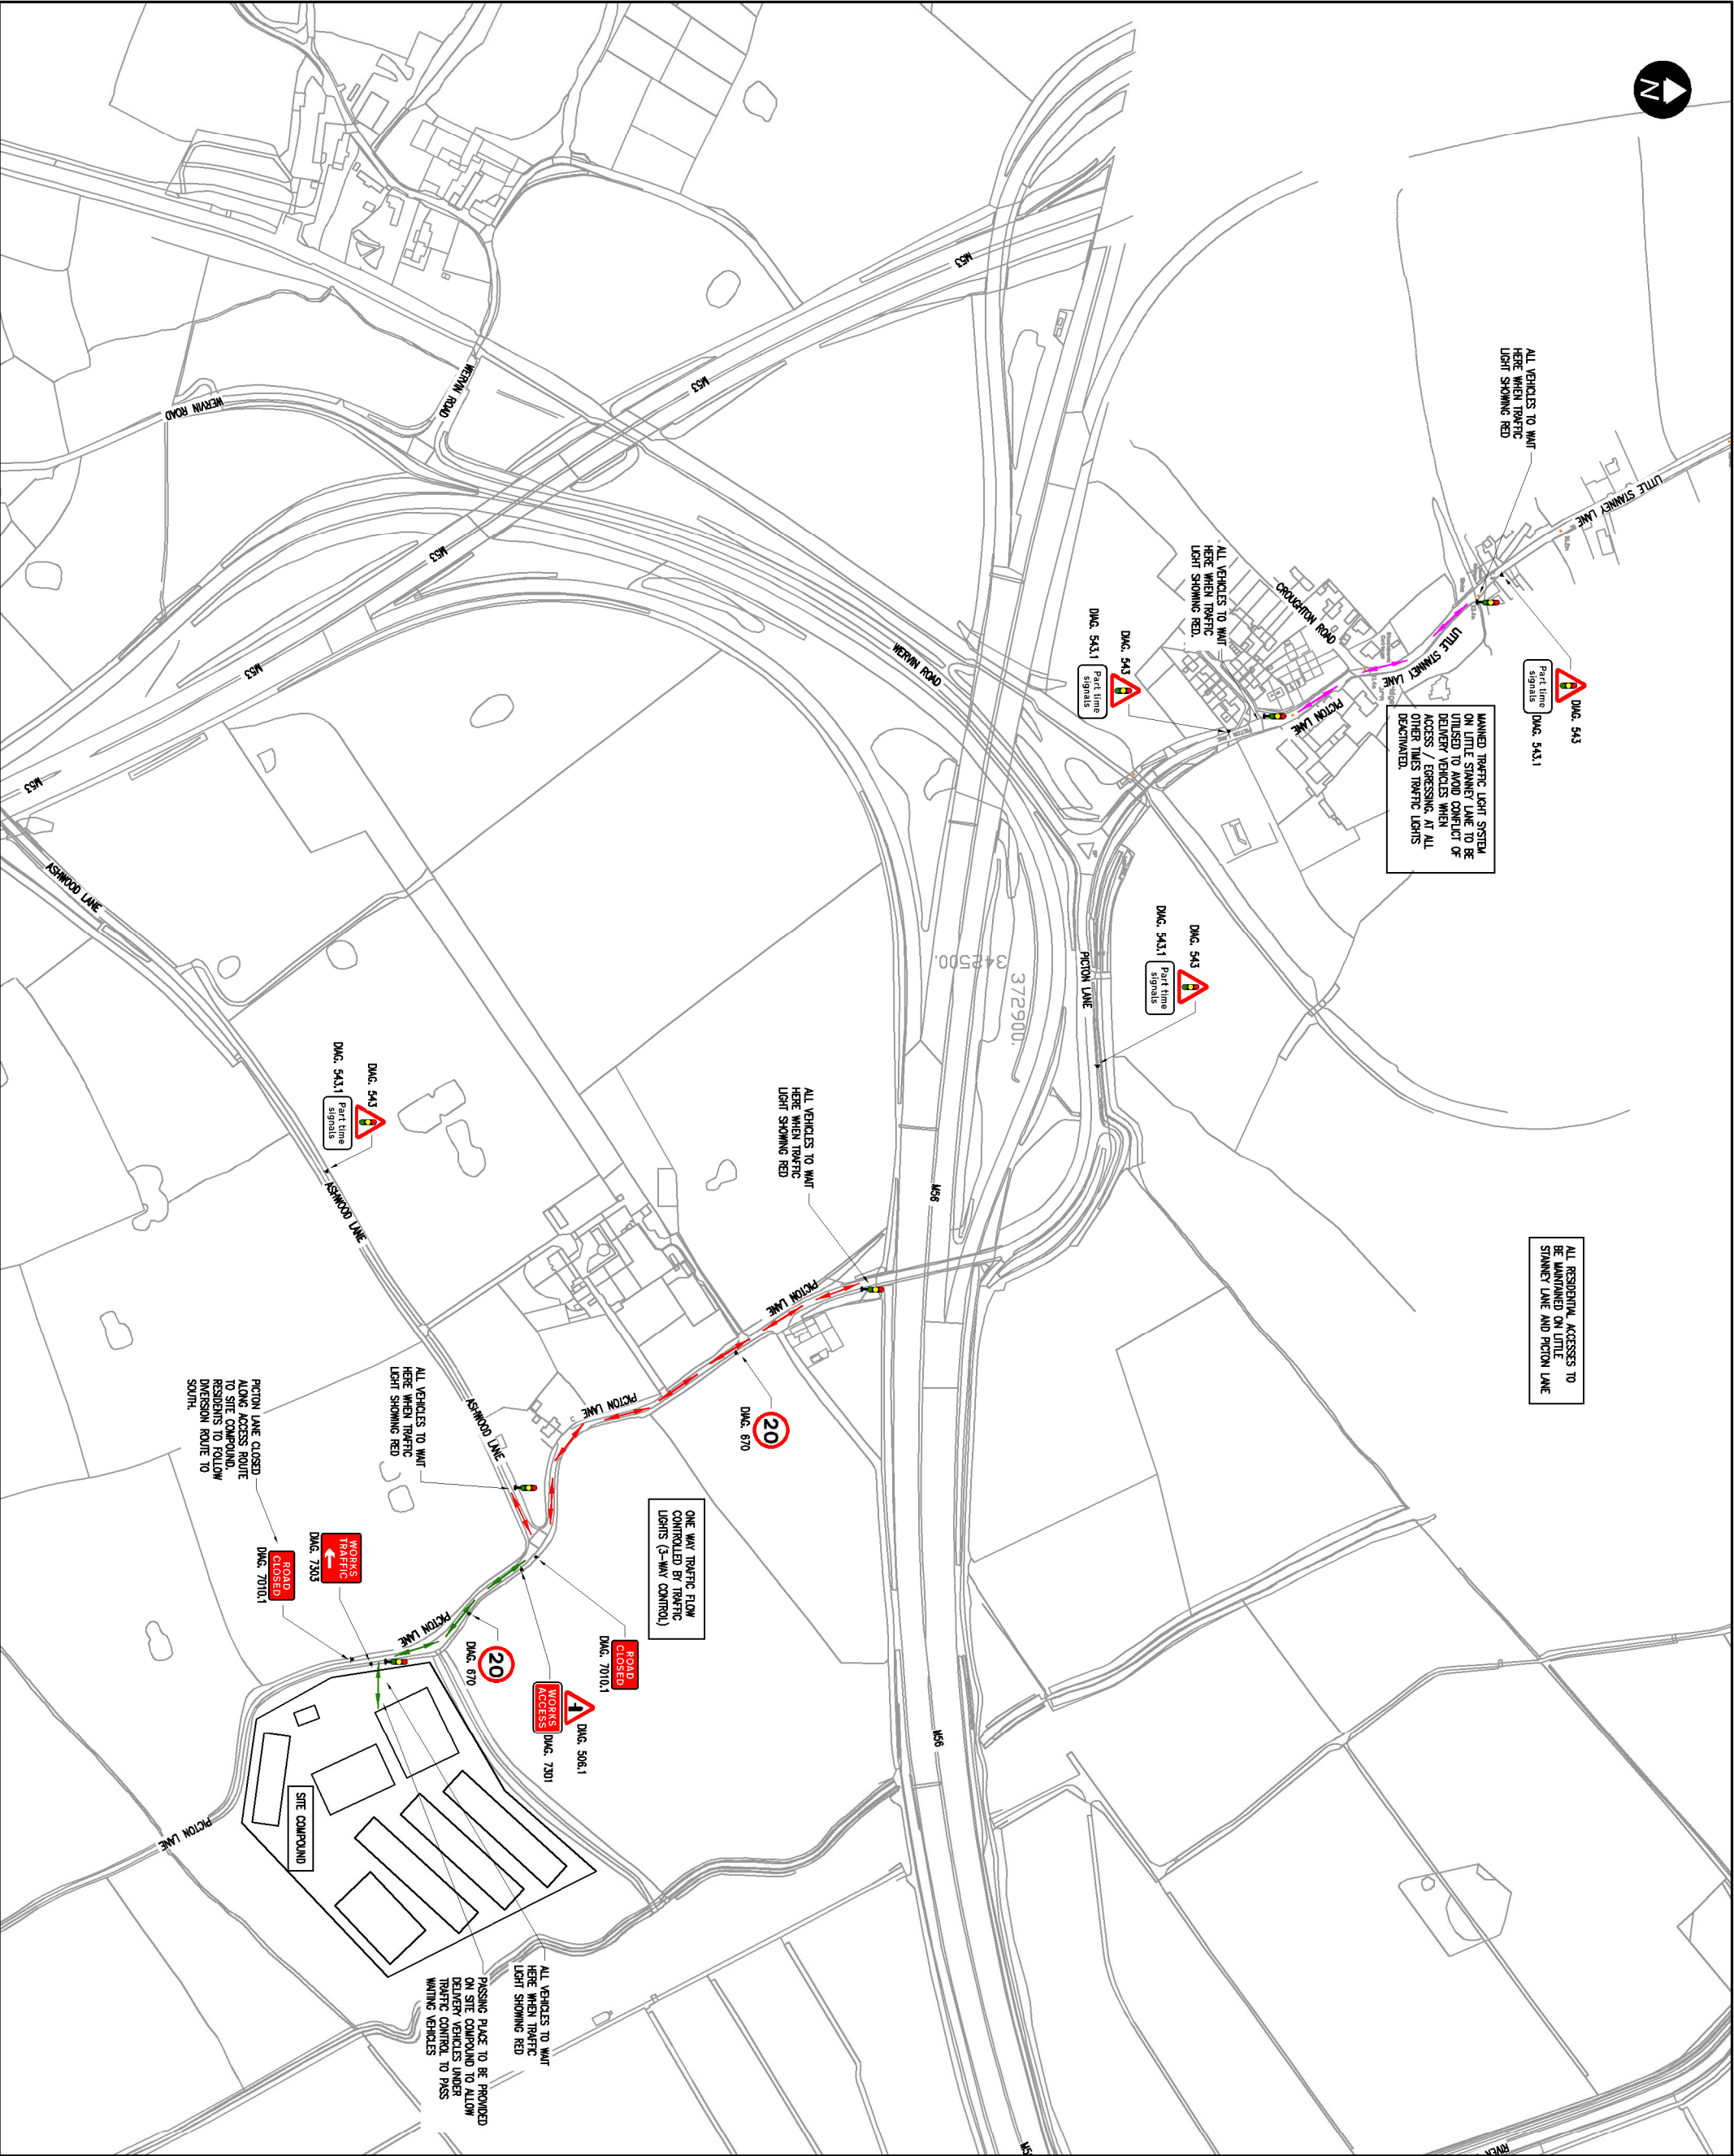 N
LITTLE STANNEY LANE
ALL VEHICLES TO WAIT
HERE WHEN TRAFFIC
LIGHT SHOWING RED
DIAG. 543
Part time
signals
DIAG. 543.1
LITTLE STANNEY LANE
LITTLE STANNEY LANE
CROUGHTON ROAD
PICTON LANE
MANNED TRAFFIC LIGHT SYSTEM
ON LITTLE STANNEY LANE TO BE
UTILISED TO AVOID CONFLICT OF
DELIVERY VEHICLES WHEN
ACCESS / EGRESSING. AT ALL
OTHER TIMES TRAFFIC LIGHTS
DEACTIVATED.
ALL VEHICLES TO WAIT
HERE WHEN TRAFFIC
LIGHT SHOWING RED.
DIAG. 543
DIAG. 543.1
Part time
signals
ALL RESIDENTIAL ACCESSES TO
BE MAINTAINED ON LITTLE
STANNEY LANE AND PICTON LANE
DIAG. 543
DIAG. 543.1
Part time
signals
PICTON LANE
372900.
342500.
M53
M53
M53
M53
M53
WERVIN ROAD
WERVIN ROAD
WERVIN ROAD
M56
M56
RIVER
ALL VEHICLES TO WAIT
HERE WHEN TRAFFIC
LIGHT SHOWING RED
PICTON LANE
20
DIAG. 670
PICTON LANE
ONE WAY TRAFFIC FLOW
CONTROLLED BY TRAFFIC
LIGHTS (3-WAY CONTROL)
ASHWOOD LANE
ASHWOOD LANE
ASHWOOD LANE
DIAG. 543
DIAG. 543.1
Part time
signals
ALL VEHICLES TO WAIT
HERE WHEN TRAFFIC
LIGHT SHOWING RED
ROAD
CLOSED
DIAG. 7010.1
DIAG. 506.1
WORKS
ACCESS
DIAG. 7301
20
DIAG. 670
PICTON LANE
WORKS
TRAFFIC
DIAG. 7303
ROAD
CLOSED
DIAG. 7010.1
PICTON LANE CLOSED
ALONG ACCESS ROUTE
TO SITE COMPOUND.
RESIDENTS TO FOLLOW
DIVERSION ROUTE TO
SOUTH.
SITE COMPOUND
PICTON LANE
ALL VEHICLES TO WAIT
HERE WHEN TRAFFIC
LIGHT SHOWING RED
PASSING PLACE TO BE PROVIDED
ON SITE COMPOUND TO ALLOW
DELIVERY VEHICLES UNDER
TRAFFIC CONTROL TO PASS
WAITING VEHICLES